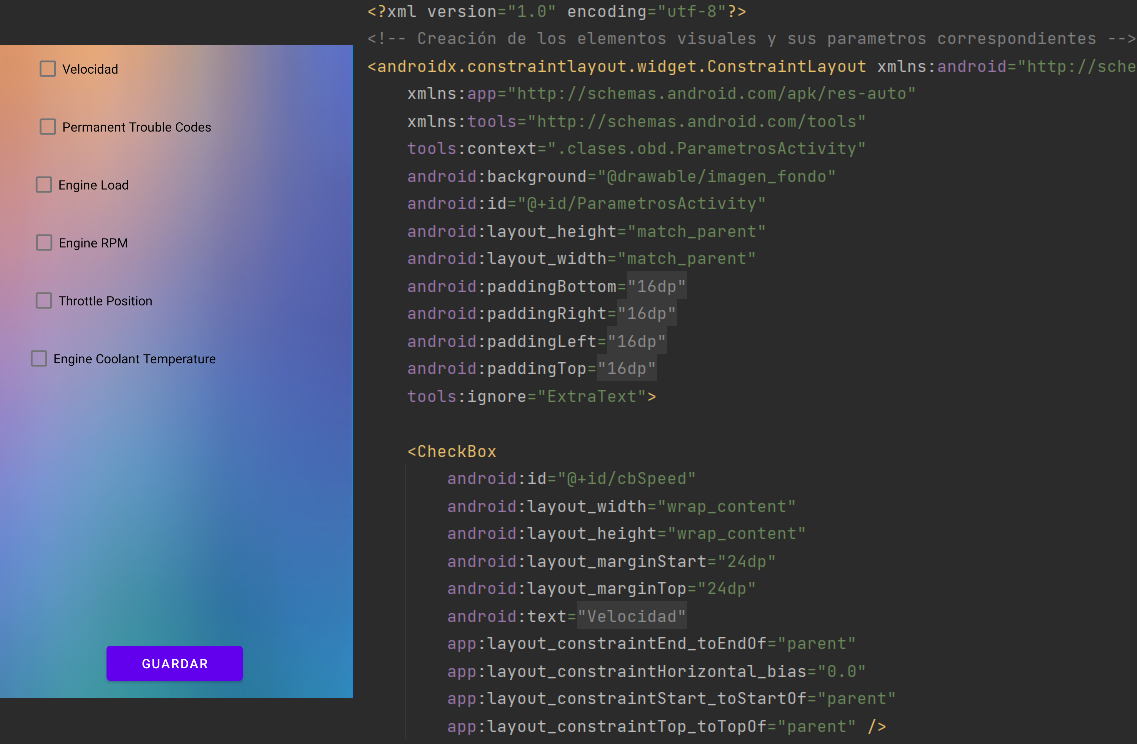 Velocidad
Permanent Trouble Codes
Engine Load
Engine RPM
Throttle Position
Engine Coolant Temperature
GUARDAR
<?xml version="1.0" encoding="utf-8"?>
<!-- Creación de los elementos visuales y sus parametros correspondientes -->
<androidx.constraintlayout.widget.ConstraintLayout xmlns:android="http://sche
xmlns:app="http://schemas.android.com/apk/res-auto"
xmlns:tools="http://schemas.android.com/tools"
tools:context=".clases.obd.ParametrosActivity"
android:background="@drawable/imagen_fondo"
android:id="@+id/ParametrosActivity"
android:layout_height="match_parent"
android:layout_width="match_parent"
android:paddingBottom="16dp"
android:paddingRight="16dp"
android:paddingLeft="16dp"
android:paddingTop="16dp"
tools:ignore="ExtraText">
<CheckBox
android:id="@+id/cbSpeed"
android:layout_width="wrap_content"
android:layout_height="wrap_content"
android:layout_marginStart="24dp"
android:layout_marginTop="24dp"
android:text="Velocidad"
app:layout_constraintEnd_toEndOf="parent"
app:layout_constraintHorizontal_bias="0.0"
app:layout_constraintStart_toStartOf="parent"
app:layout_constraintTop_toTopOf="parent" />